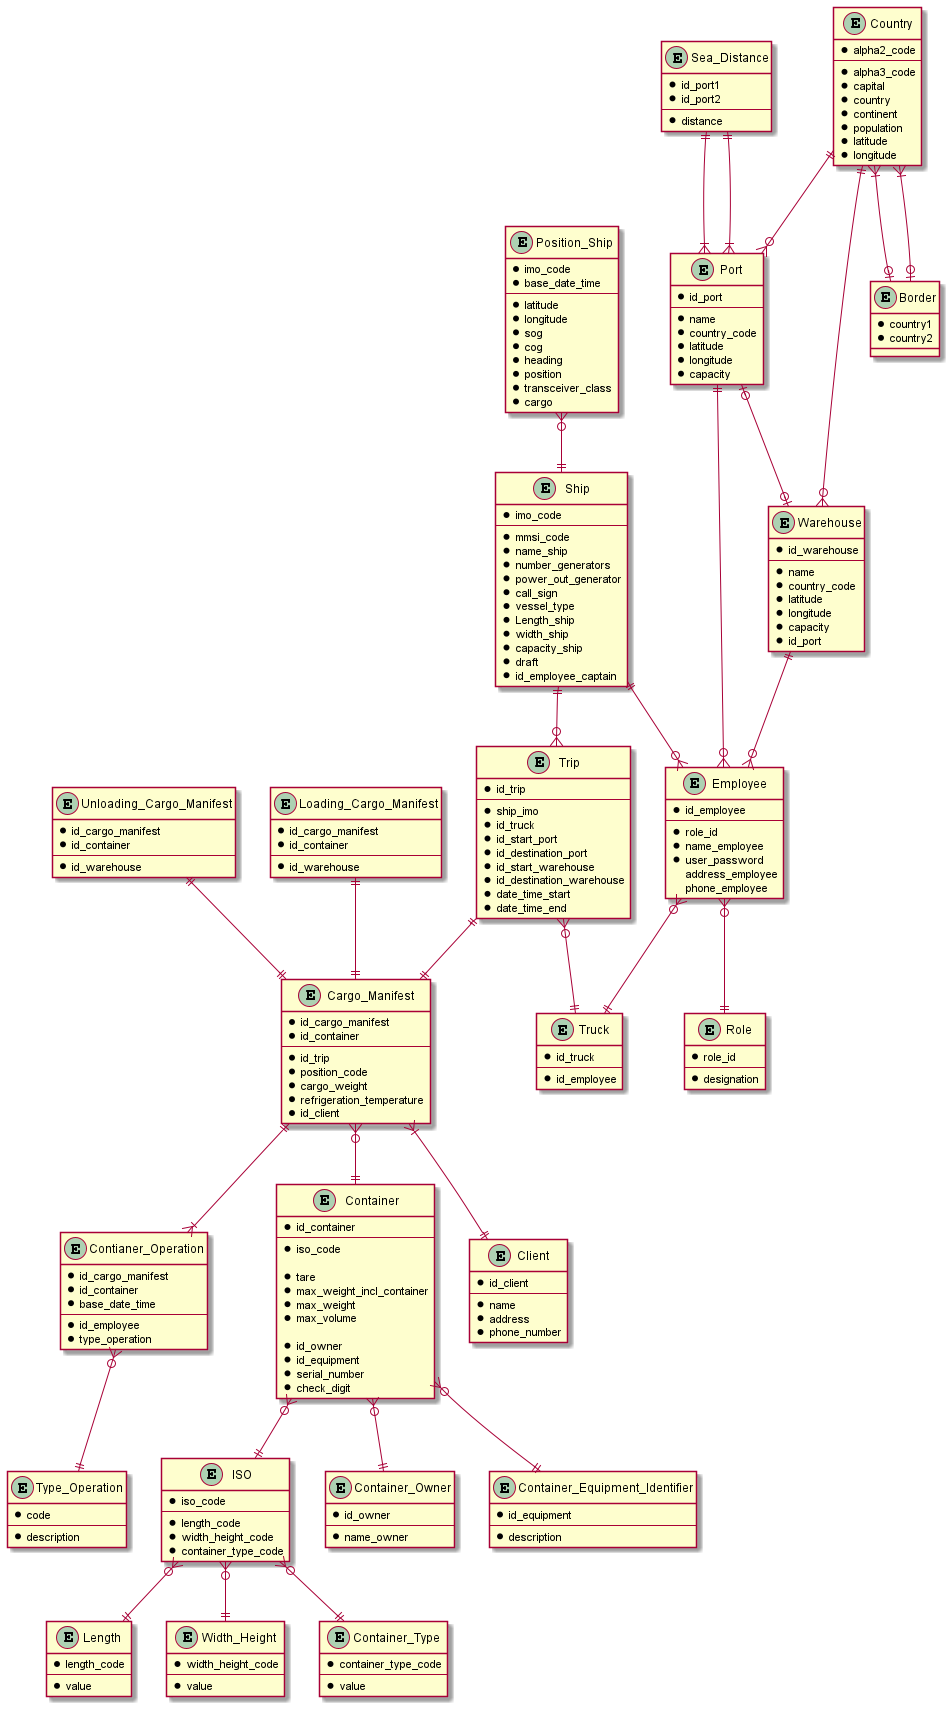 E Country
alpha2_code
alpha3_code
capital
country
continent
population
latitude
longitude
E Sea_Distance
id_port1
id_port2
distance
E Position_Ship
imo_code
base_date_time
latitude
longitude
sog
cog
heading
position
transceiver_class
cargo
E Port
id_port
name
country_code
latitude
longitude
capacity
E Border
country1
country2
E Ship
imo_code
mmsi_code
name_ship
number_generators
power_out_generator
call_sign
vessel_type
Length_ship
width_ship
capacity_ship
draft
id_employee_captain
E Warehouse
id_warehouse
name
country_code
latitude
longitude
capacity
id_port
E Unloading_Cargo_Manifest
id_cargo_manifest
id_container
id_warehouse
E Loading_Cargo_Manifest
id_cargo_manifest
id_container
id_warehouse
E Trip
id_trip
ship_imo
id_truck
id_start_port
id_destination_port
id_start_warehouse
id_destination_warehouse
date_time_start
date_time_end
E Employee
id_employee
role_id
name_employee
user_password
address_employee
phone_employee
E Cargo_Manifest
id_cargo_manifest
id_container
id_trip
position_code
cargo_weight
refrigeration_temperature
id_client
E Truck
id_truck
id_employee
E Role
role_id
designation
E Contianer_Operation
id_cargo_manifest
id_container
base_date_time
id_employee
type_operation
E Container
id_container
iso_code
tare
max_weight_incl_container
max_weight
max_volume
id_owner
id_equipment
serial_number
check_digit
E Client
id_client
name
address
phone_number
E Type_Operation
code
description
E ISO
iso_code
length_code
width_height_code
container_type_code
E Container_Owner
id_owner
name_owner
E Container_Equipment_Identifier
id_equipment
description
E Length
length_code
value
E Width_Height
width_height_code
value
E Container_Type
container_type_code
value